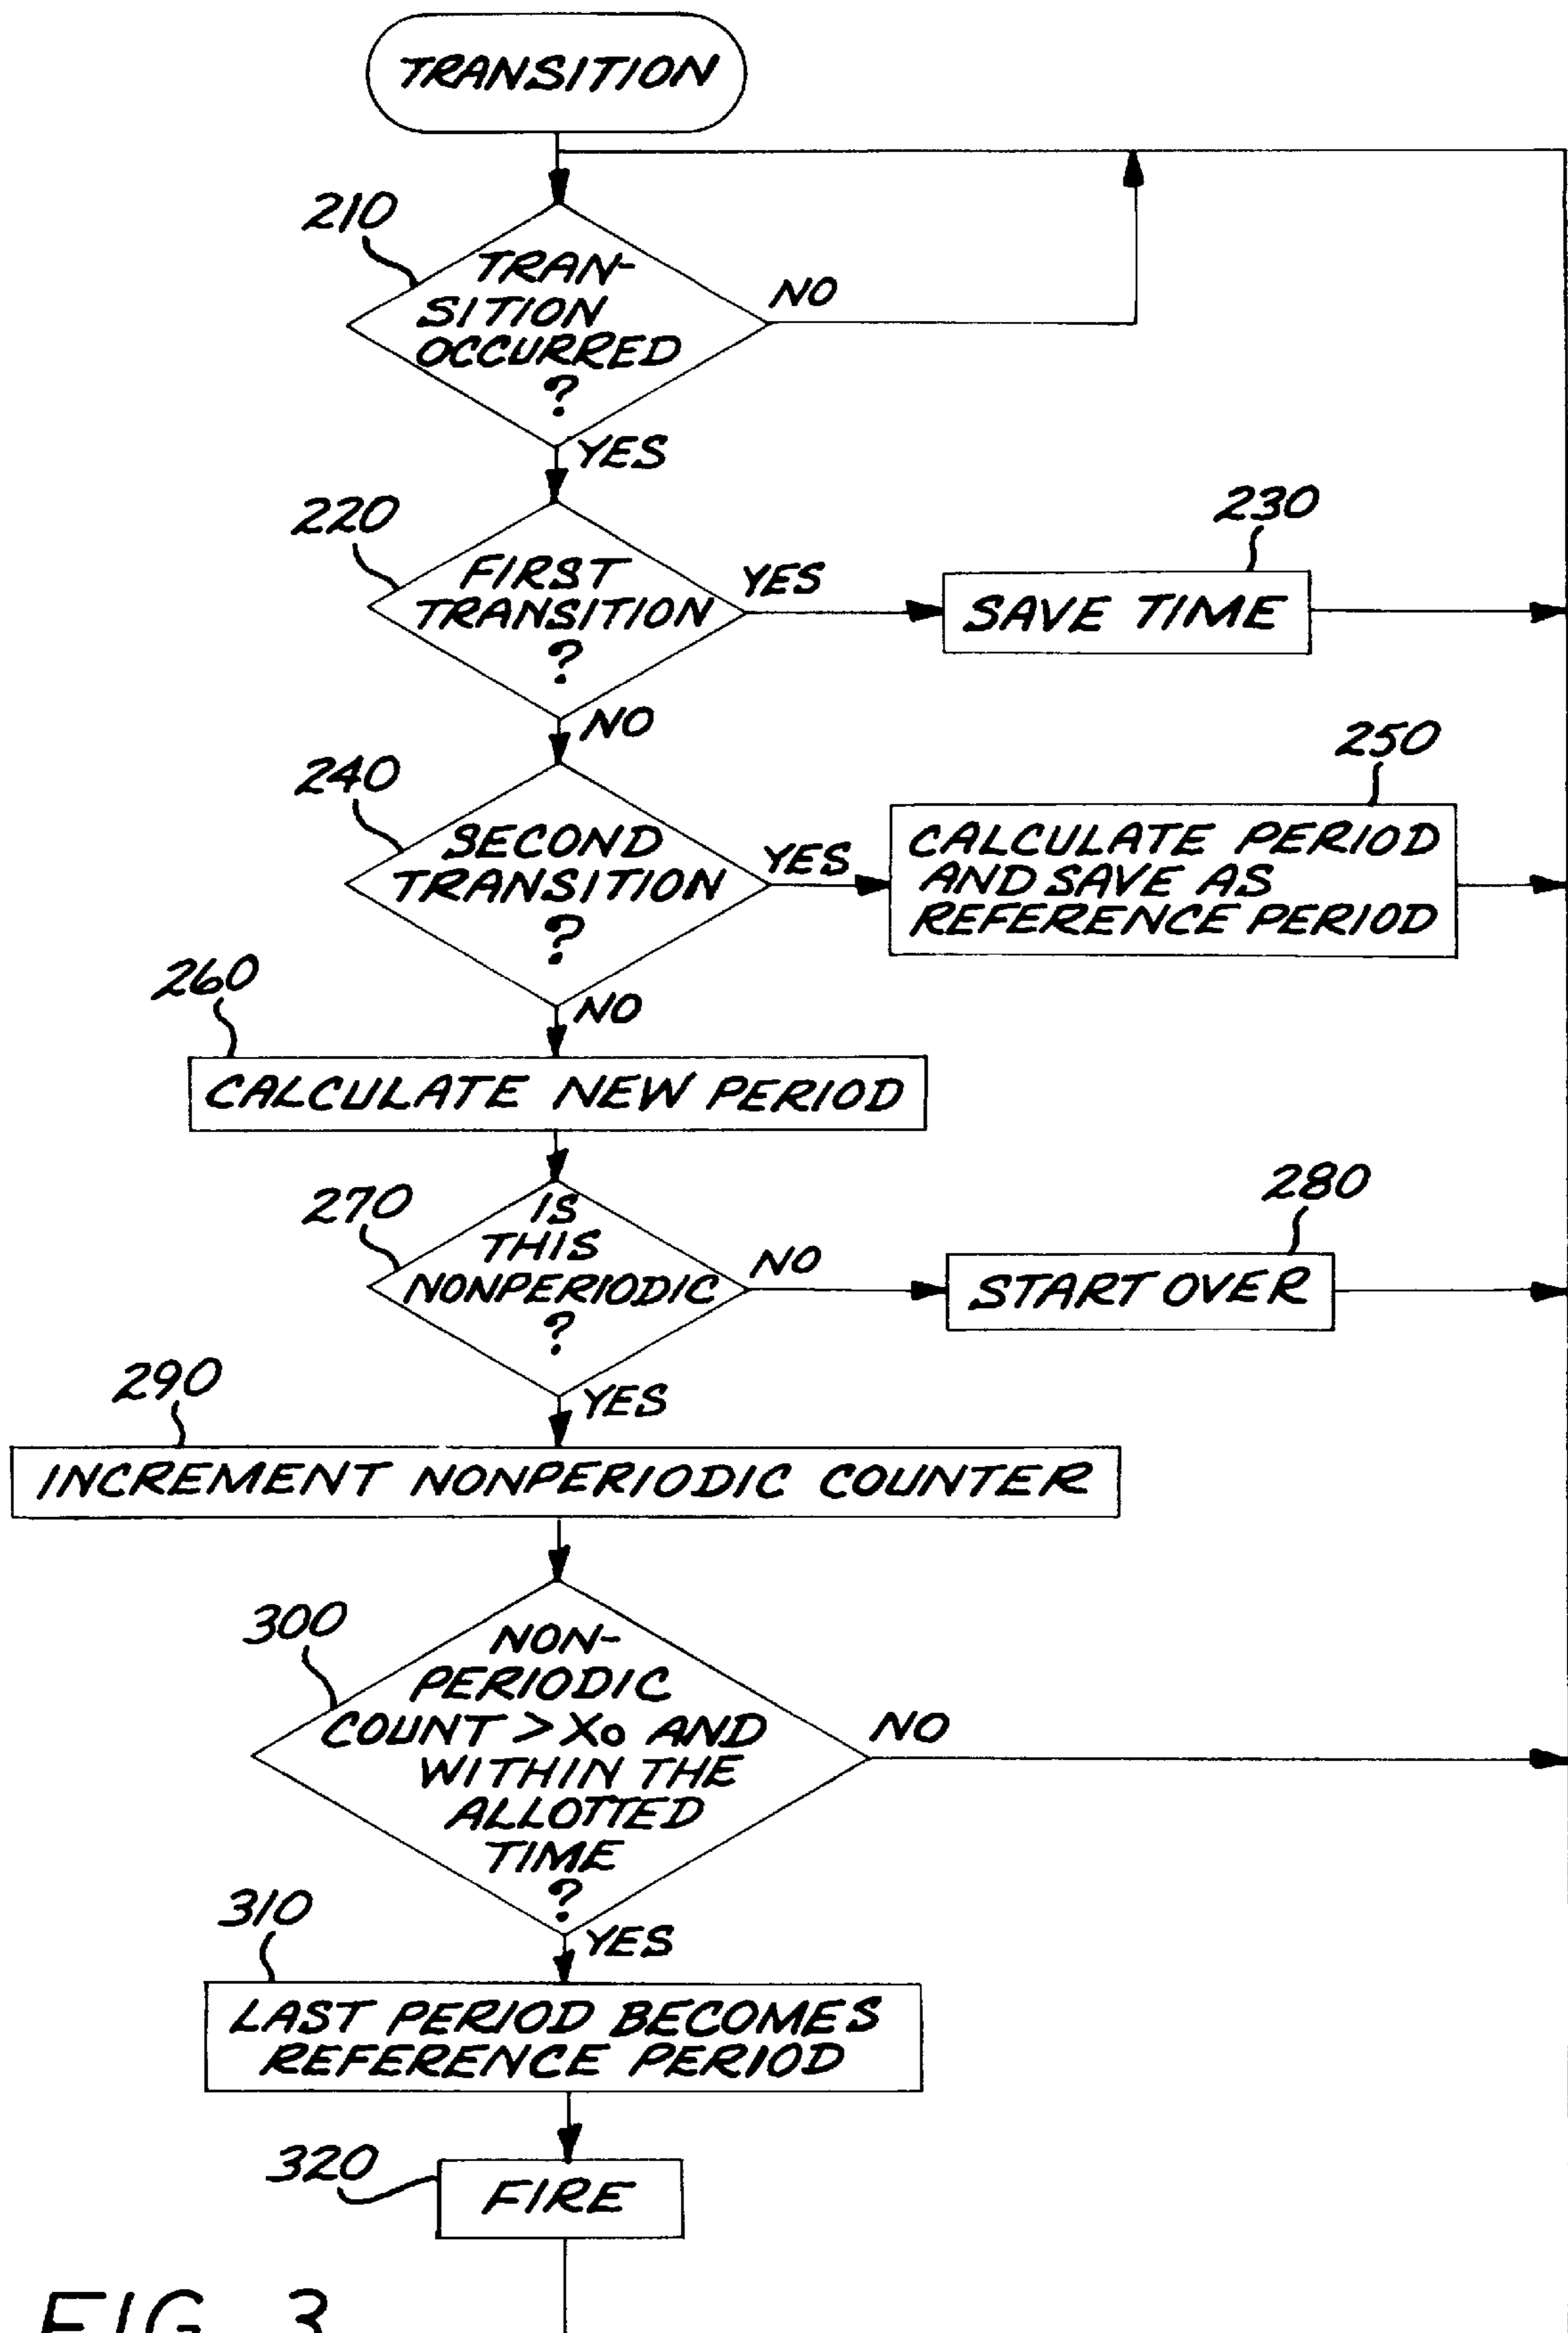 TRANSITION
210
TRAN-
SITION
OCCURRED
?
NO
YES
220
FIRST
TRANSITION
?
YES
230
SAVE TIME
NO
240
SECOND
TRANSITION
?
YES
250
CALCULATE PERIOD
AND SAVE AS
REFERENCE PERIOD
NO
260
CALCULATE NEW PERIOD
270
IS
THIS
NONPERIODIC
?
NO
280
START OVER
YES
290
INCREMENT NONPERIODIC COUNTER
300
NON-
PERIODIC
COUNT > Xo AND
WITHIN THE
ALLOTTED
TIME
?
NO
YES
310
LAST PERIOD BECOMES
REFERENCE PERIOD
320
FIRE
FIG. 3